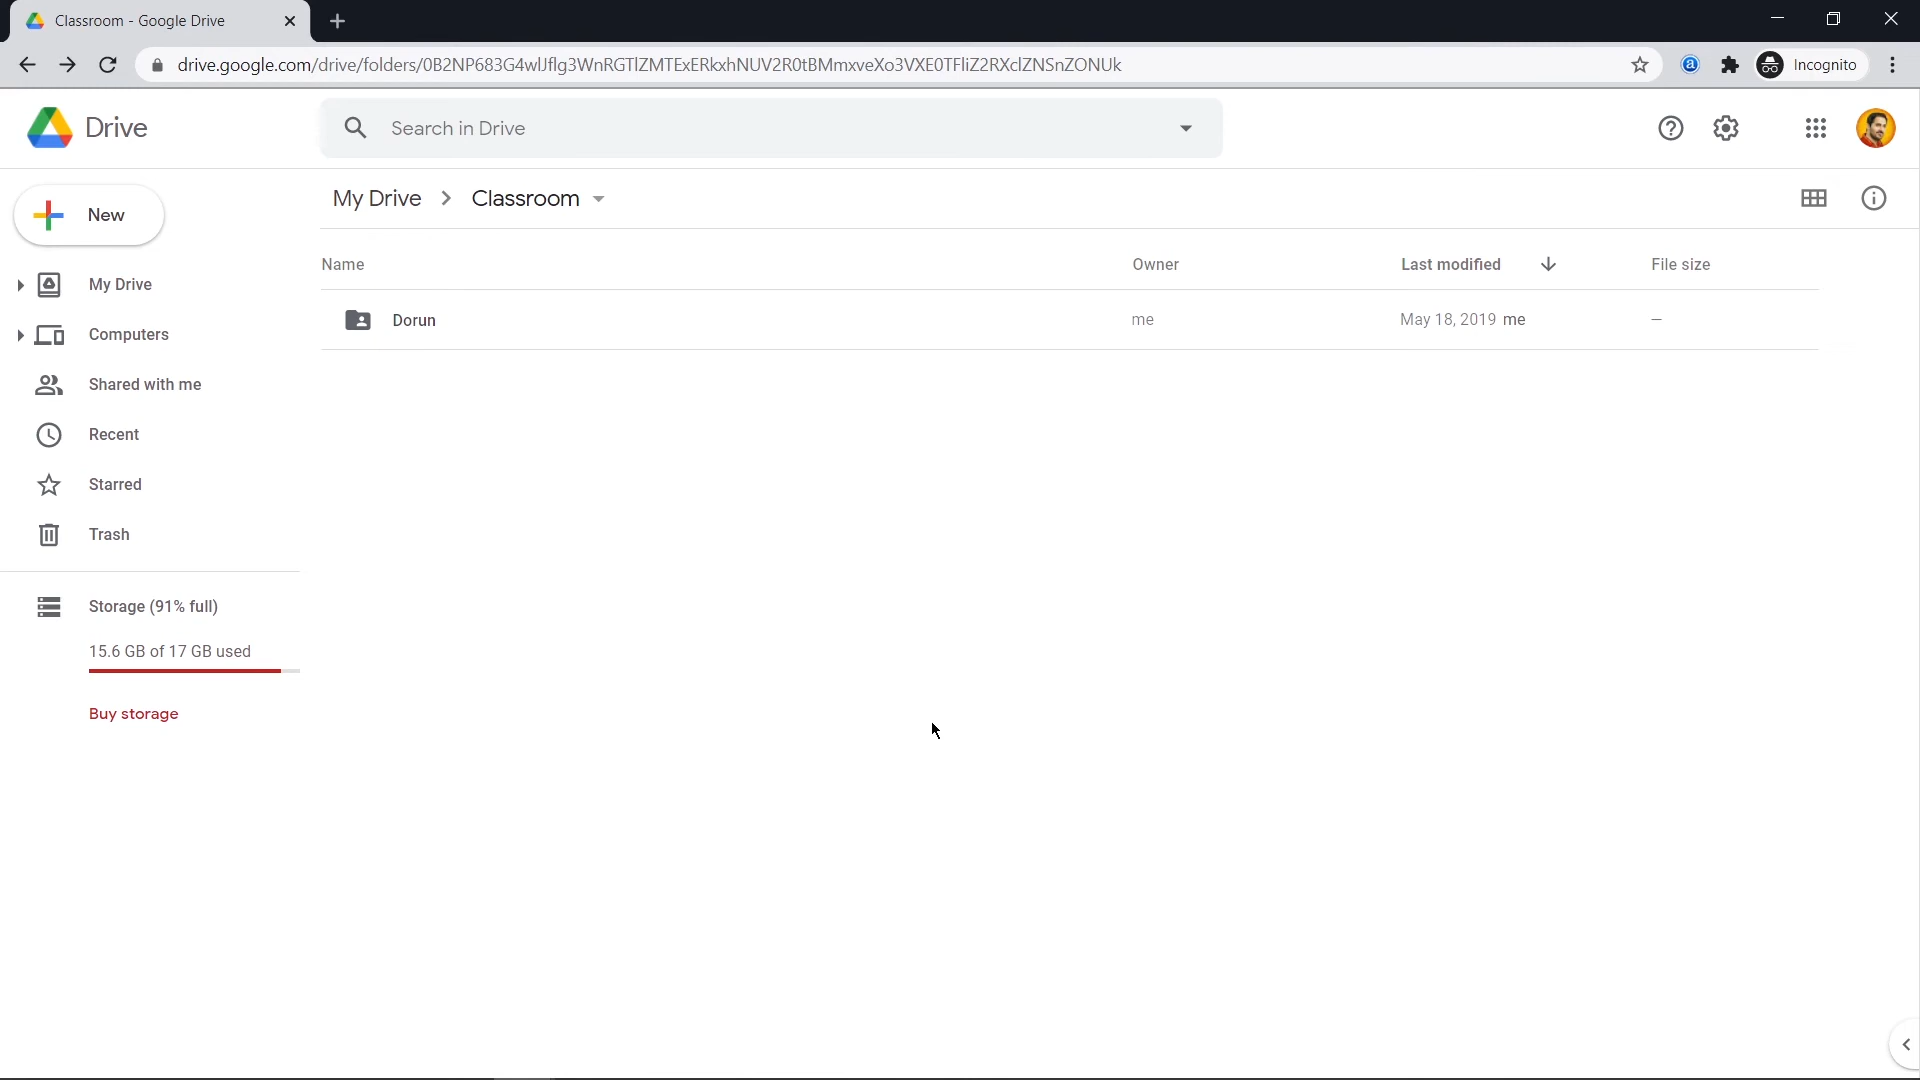 Classroom - Google Drive
drive.google.com/drive/folders/0B2NP683G4wlJflg3WnRGTlZMTExERkxhNUV2R0tBMmxveXo3VXE0TFliZ2RXclZNSnZONUk
Incognito
Drive
Search in Drive
New
My Drive
Computers
Shared with me
Recent
Starred
Trash
Storage (91% full)
15.6 GB of 17 GB used
Buy storage
My Drive Classroom
Name Owner Last modified File size
Dorun me May 18, 2019 me —